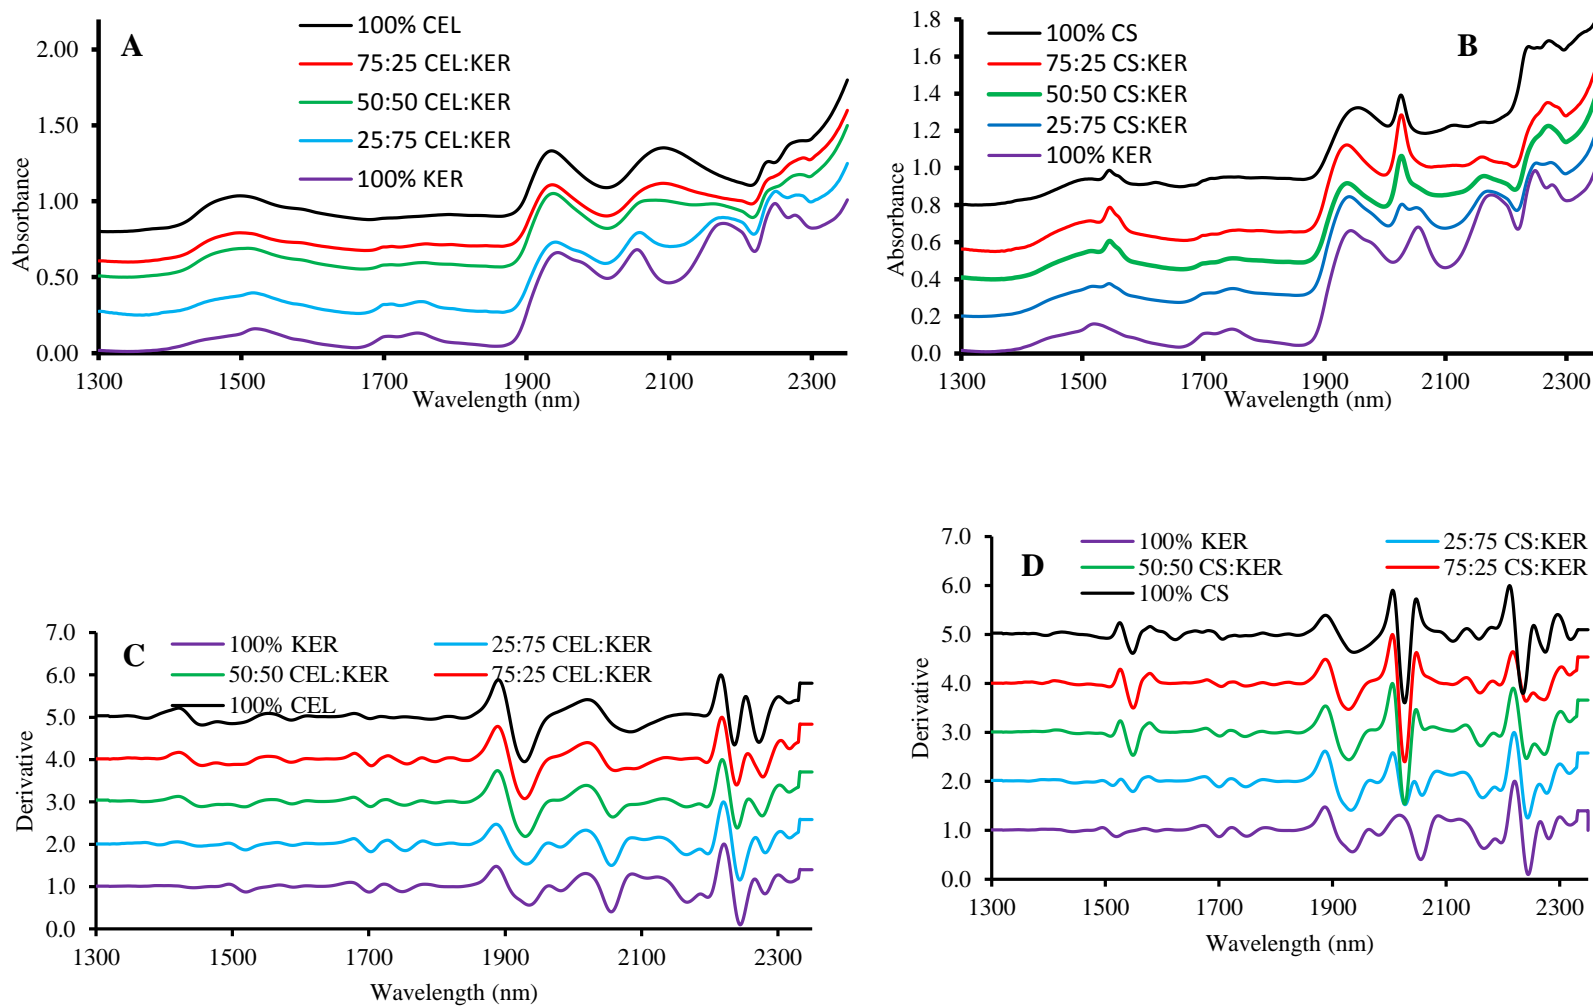 A
100% CEL
75:25 CEL:KER
50:50 CEL:KER
25:75 CEL:KER
100% KER
2.00
1.50
1.00
0.50
0.00
Absorbance
1300 1500 1700 1900 2100 2300
Wavelength (nm)
B
100% CS
75:25 CS:KER
50:50 CS:KER
25:75 CS:KER
100% KER
1.8
1.6
1.4
1.2
1.0
0.8
0.6
0.4
0.2
0.0
Absorbance
1300 1500 1700 1900 2100 2300
Wavelength (nm)
C
100% KER 25:75 CEL:KER
50:50 CEL:KER 75:25 CEL:KER
100% CEL
7.0
6.0
5.0
4.0
3.0
2.0
1.0
0.0
Derivative
1300 1500 1700 1900 2100 2300
Wavelength (nm)
D
100% KER 25:75 CS:KER
50:50 CS:KER 75:25 CS:KER
100% CS
7.0
6.0
5.0
4.0
3.0
2.0
1.0
0.0
Derivative
1300 1500 1700 1900 2100 2300
Wavelength (nm)